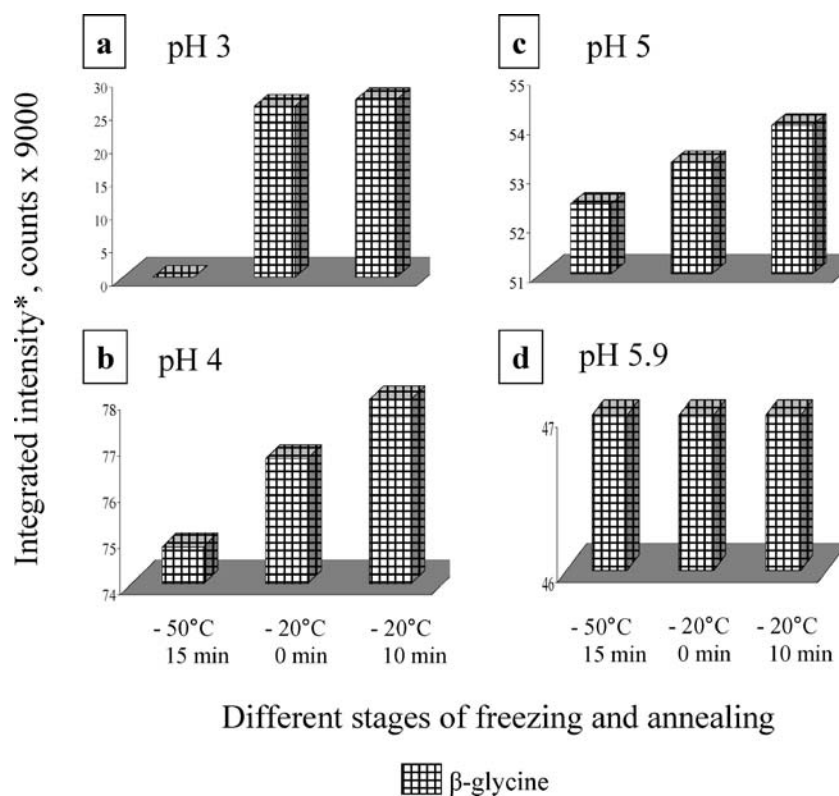 Integrated intensity*, counts x 9000
a pH 3
30
25
20
15
10
5
0
b pH 4
78
77
76
75
74
- 50°C - 20°C - 20°C
15 min 0 min 10 min
c pH 5
55
54
53
52
51
d pH 5.9
47
46
- 50°C - 20°C - 20°C
15 min 0 min 10 min
Different stages of freezing and annealing
β-glycine